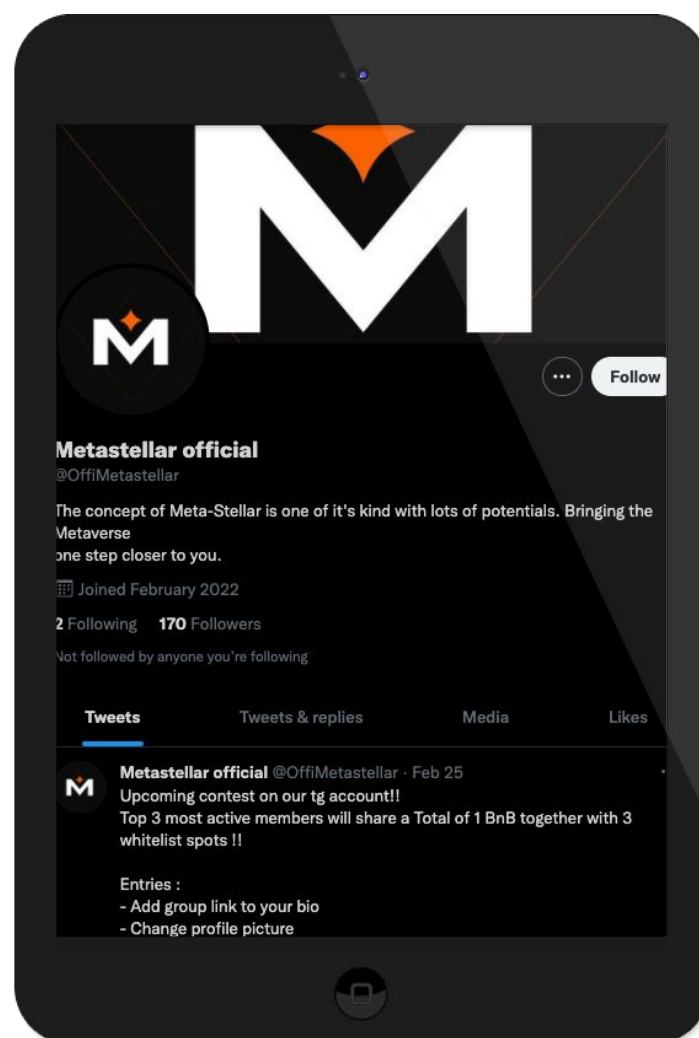 M
M
Follow
Metastellar official
@OffiMetastellar
The concept of Meta-Stellar is one of it's kind with lots of potentials. Bringing the
Metaverse
one step closer to you.
Joined February 2022
2 Following 170 Followers
Not followed by anyone you're following
Tweets Tweets & replies Media Likes
Metastellar official @OffiMetastellar · Feb 25
M
Upcoming contest on our tg account!!
Top 3 most active members will share a Total of 1 BnB together with 3
whitelist spots !!
Entries :
- Add group link to your bio
- Change profile picture